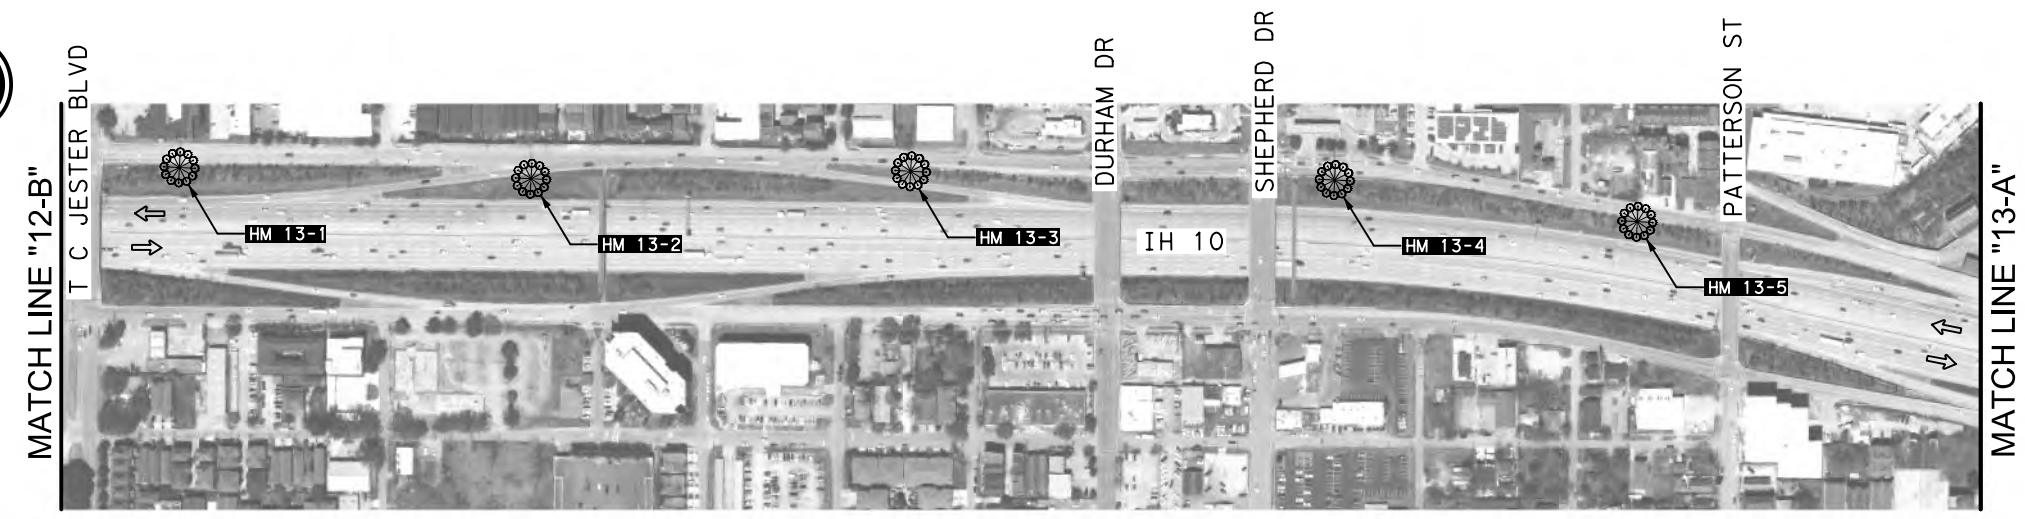 MATCH LINE "12-B"
T C JESTER BLVD
HM 13-1
HM 13-2
HM 13-3
DURHAM DR
IH 10
SHEPHERD DR
HM 13-4
HM 13-5
PATTERSON ST
MATCH LINE "13-A"